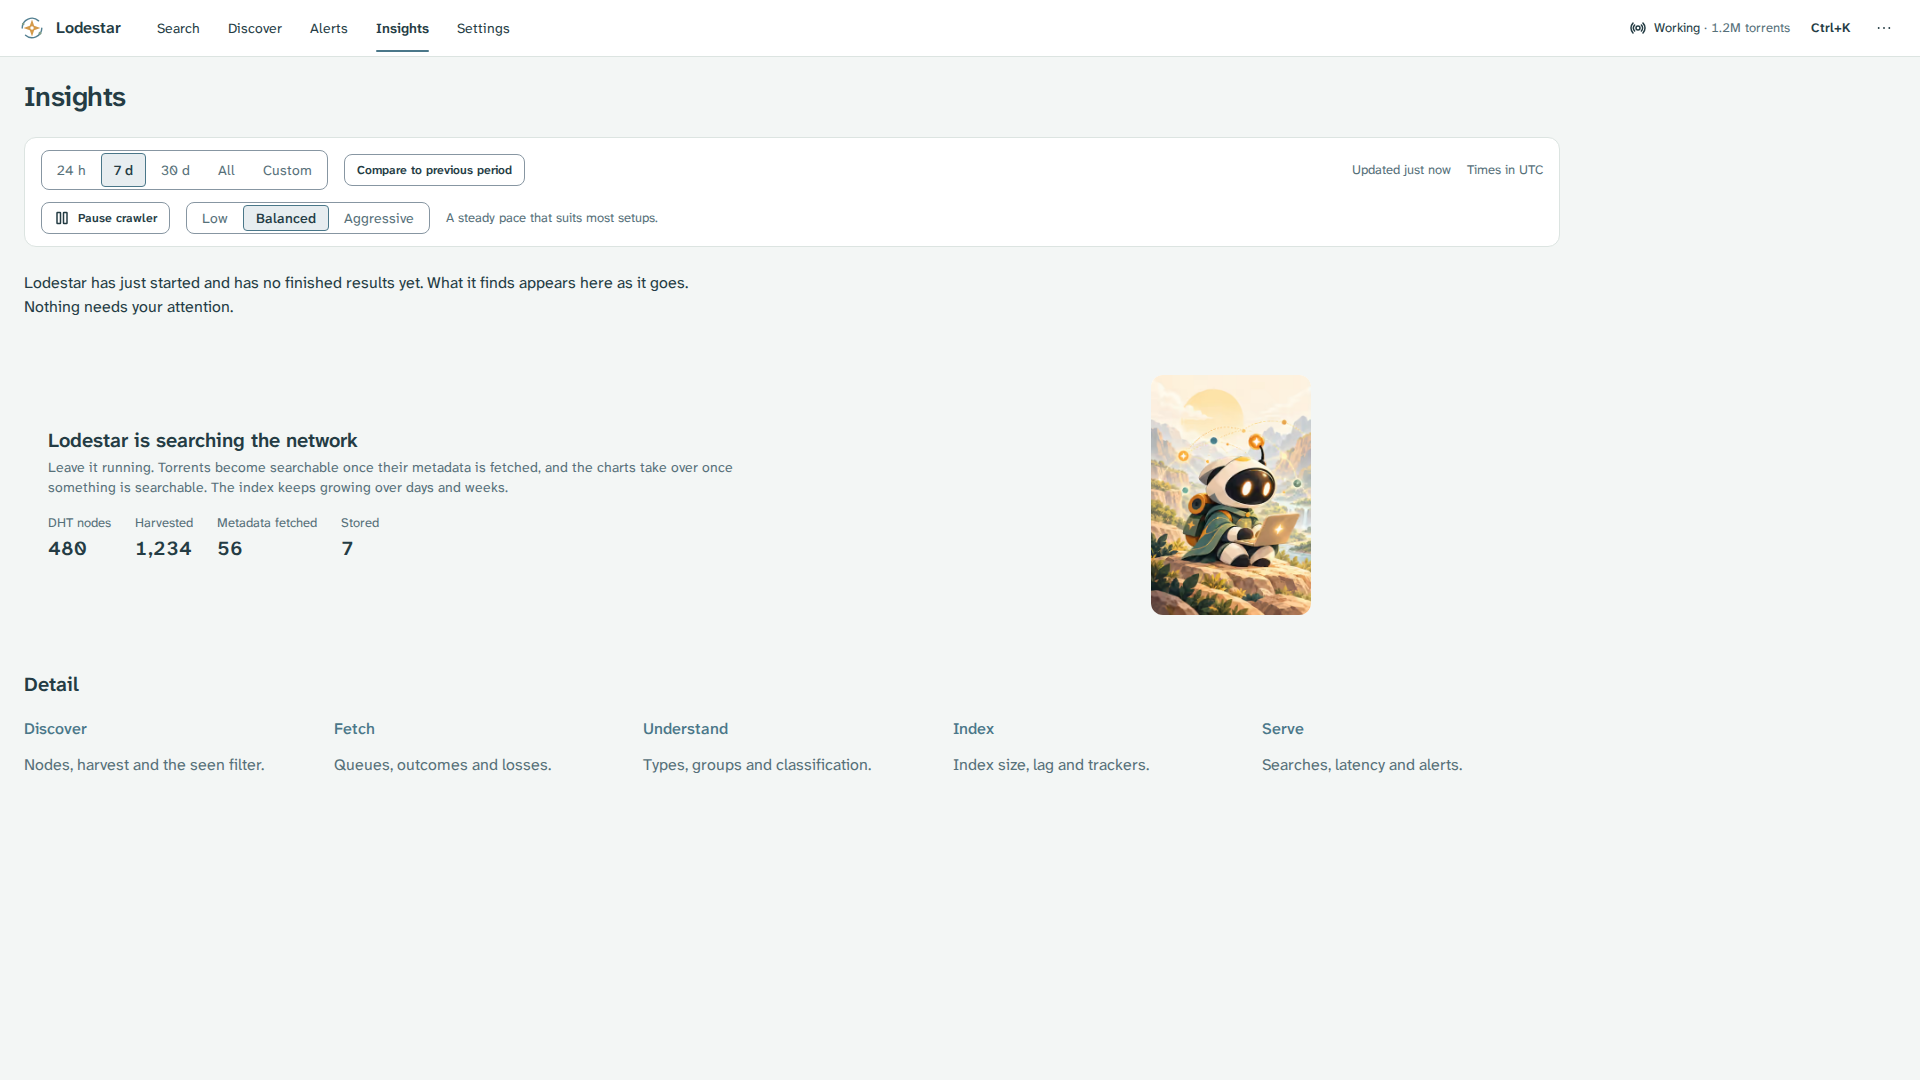 Lodestar
Search
Discover
Alerts
Insights
Settings
Working · 1.2M torrents
Ctrl+K
Insights
24 h
7 d
30 d
All
Custom
Compare to previous period
Updated just now
Times in UTC
Pause crawler
Low
Balanced
Aggressive
A steady pace that suits most setups.
Lodestar has just started and has no finished results yet. What it finds appears here as it goes.
Nothing needs your attention.
Lodestar is searching the network
Leave it running. Torrents become searchable once their metadata is fetched, and the charts take over once
something is searchable. The index keeps growing over days and weeks.
DHT nodes
Harvested
Metadata fetched
Stored
480
1,234
56
7
Detail
Discover
Fetch
Understand
Index
Serve
Nodes, harvest and the seen filter.
Queues, outcomes and losses.
Types, groups and classification.
Index size, lag and trackers.
Searches, latency and alerts.